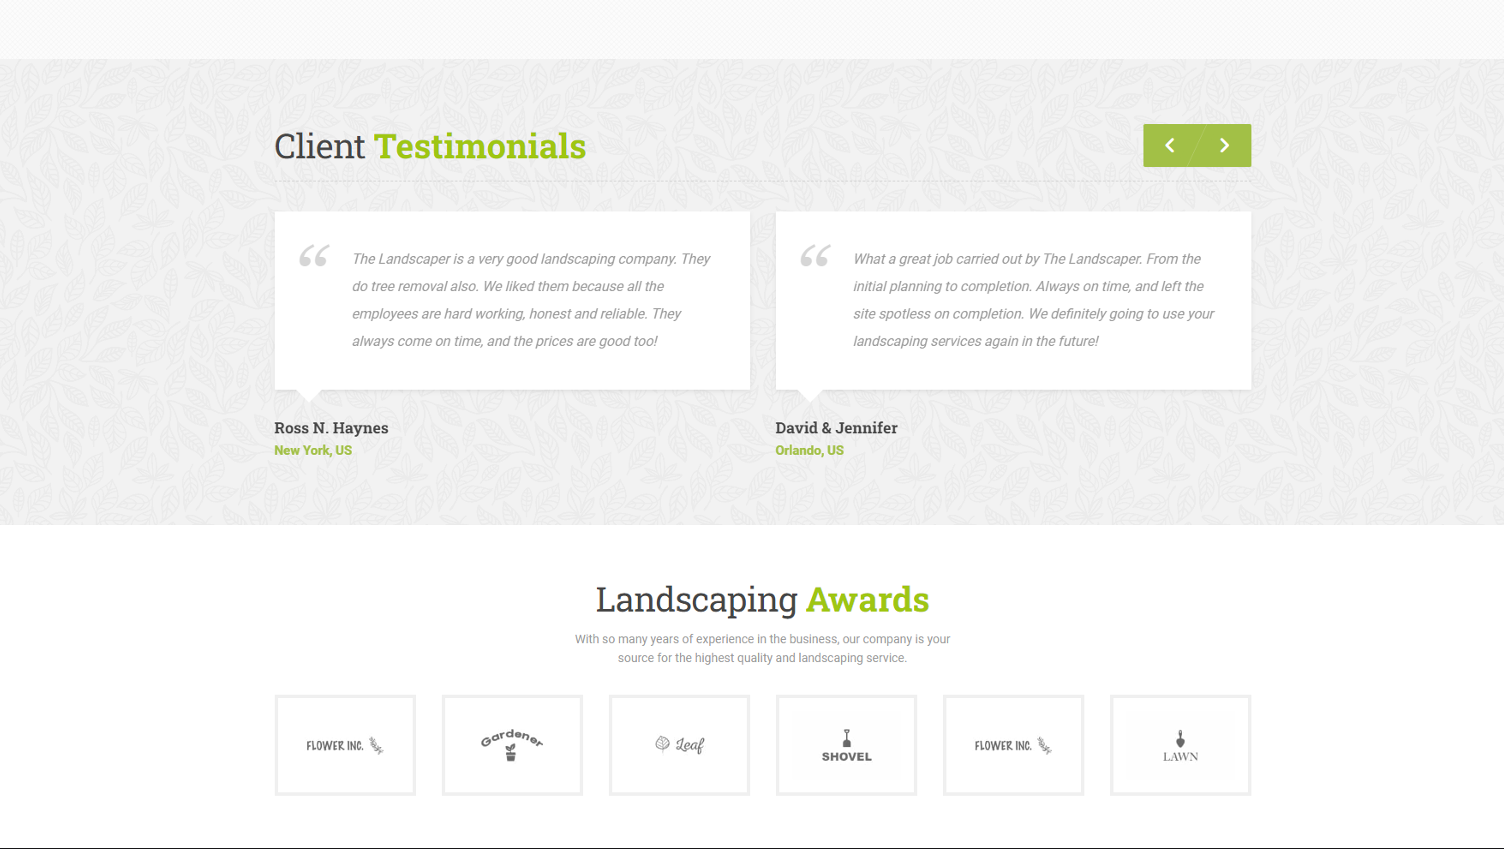 Client Testimonials
The Landscaper is a very good landscaping company. They
do tree removal also. We liked them because all the
employees are hard working, honest and reliable. They
always come on time, and the prices are good too!
Ross N. Haynes
New York, US
What a great job carried out by The Landscaper. From the
initial planning to completion. Always on time, and left the
site spotless on completion. We definitely going to use your
landscaping services again in the future!
David & Jennifer
Orlando, US
Landscaping Awards
With so many years of experience in the business, our company is your
source for the highest quality and landscaping service.
FLOWER INC.
Gardener
Leaf
SHOVEL
FLOWER INC.
LAWN